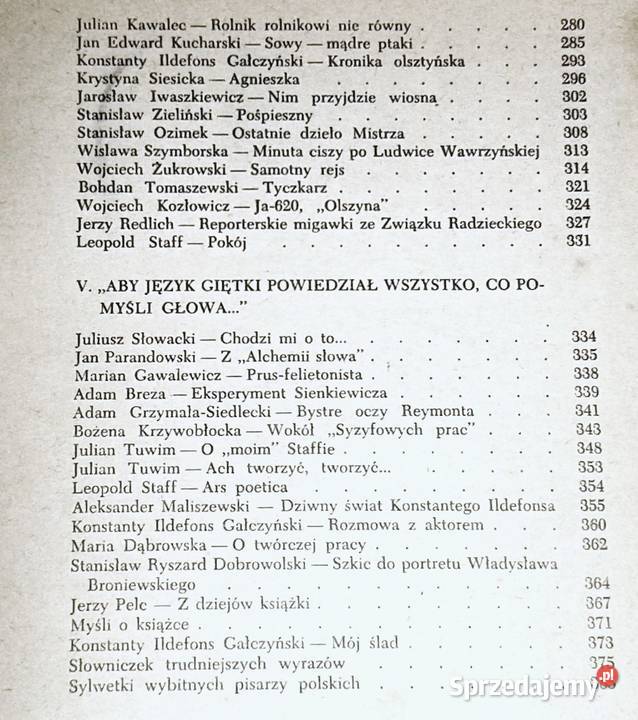 Julian Kawalec — Rolnik rolnikowi nie równy . . . . . 280
Jan Edward Kucharski — Sowy — mądre ptaki . . . . . 285
Konstanty Ildefons Gałczyński — Kronika olsztyńska . . . 293
Krystyna Siesicka — Agnieszka . . . . . . . 296
Jarosław Iwaszkiewicz — Nim przyjdzie wiosna . . . . 302
Stanisław Zieliński — Pośpieszny . . . . . . . 303
Stanisław Ozimek — Ostatnie dzieło Mistrza . . . . . 308
Wisława Szymborska — Minuta ciszy po Ludwice Wawrzyńskiej 313
Wojciech Żukrowski — Samotny rejs . . . . . . . 314
Bohdan Tomaszewski — Tyczkarz . . . . . . . 321
Wojciech Kozłowicz — Ja-620, „Olszyna” . . . . . . 324
Jerzy Redlich — Reporterskie migawki ze Związku Radzieckiego 327
Leopold Staff — Pokój . . . . . . . . . 331
V. „ABY JĘZYK GIĘTKI POWIEDZIAŁ WSZYSTKO, CO PO-
MYŚLI GŁOWA...”
Juliusz Słowacki — Chodzi mi o to... . . . . . . . 334
Jan Parandowski — Z „Alchemii słowa” . . . . . . 335
Marian Gawalewicz — Prus-felietonista . . . . . . 338
Adam Breza — Eksperyment Sienkiewicza . . . . . 339
Adam Grzymała-Siedlecki — Bystre oczy Reymonta . . . 341
Bożena Krzywobłocka — Wokół „Syzyfowych prac” . . . 343
Julian Tuwim — O „moim” Staffie . . . . . . . 348
Julian Tuwim — Ach tworzyć, tworzyć... . . . . . 353
Leopold Staff — Ars poetica . . . . . . . . 354
Aleksander Maliszewski — Dziwny świat Konstantego Ildefonsa 355
Konstanty Ildefons Gałczyński — Rozmowa z aktorem . . . 360
Maria Dąbrowska — O twórczej pracy . . . . . . 362
Stanisław Ryszard Dobrowolski — Szkic do portretu Władysława
Broniewskiego . . . . . . . . . . 364
Jerzy Pelc — Z dziejów książki . . . . . . . . 367
Myśli o książce . . . . . . . . . . . 371
Konstanty Ildefons Gałczyński — Mój ślad . . . . . 373
Słowniczek trudniejszych wyrazów . . . . . . . 375
Sylwetki wybitnych pisarzy polskich . . . . . .
Sprzedajemy.pl